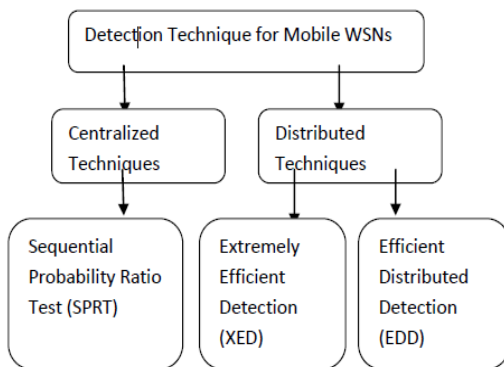 Detection Technique for Mobile WSNs
Centralized
Techniques
Distributed
Techniques
Sequential
Probability Ratio
Test (SPRT)
Extremely
Efficient
Detection
(XED)
Efficient
Distributed
Detection
(EDD)